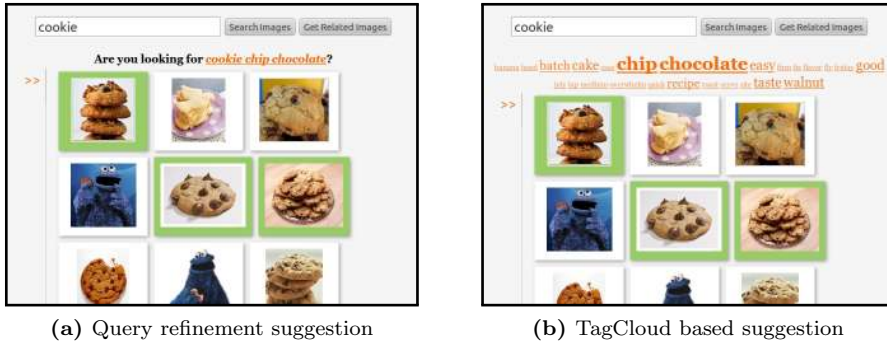 cookie Search Images Get Related Images
Are you looking for cookie chip chocolate?
>>
(a) Query refinement suggestion
cookie Search Images Get Related Images
banana batch cake chip chocolate easy good
recipe taste walnut
>>
(b) TagCloud based suggestion